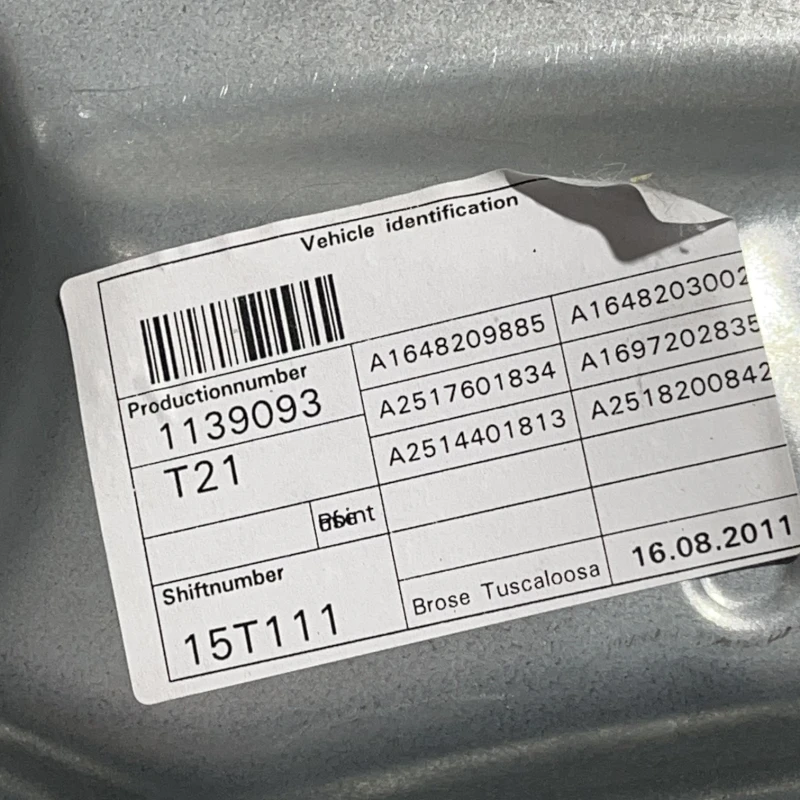 Vehicle identification
Productionnumber
1139093
T21
Shiftnumber
15T111
A1648209885 A1648203002
A2517601834 A1697202835
A2514401813 A2518200842
Brose Tuscaloosa 16.08.2011